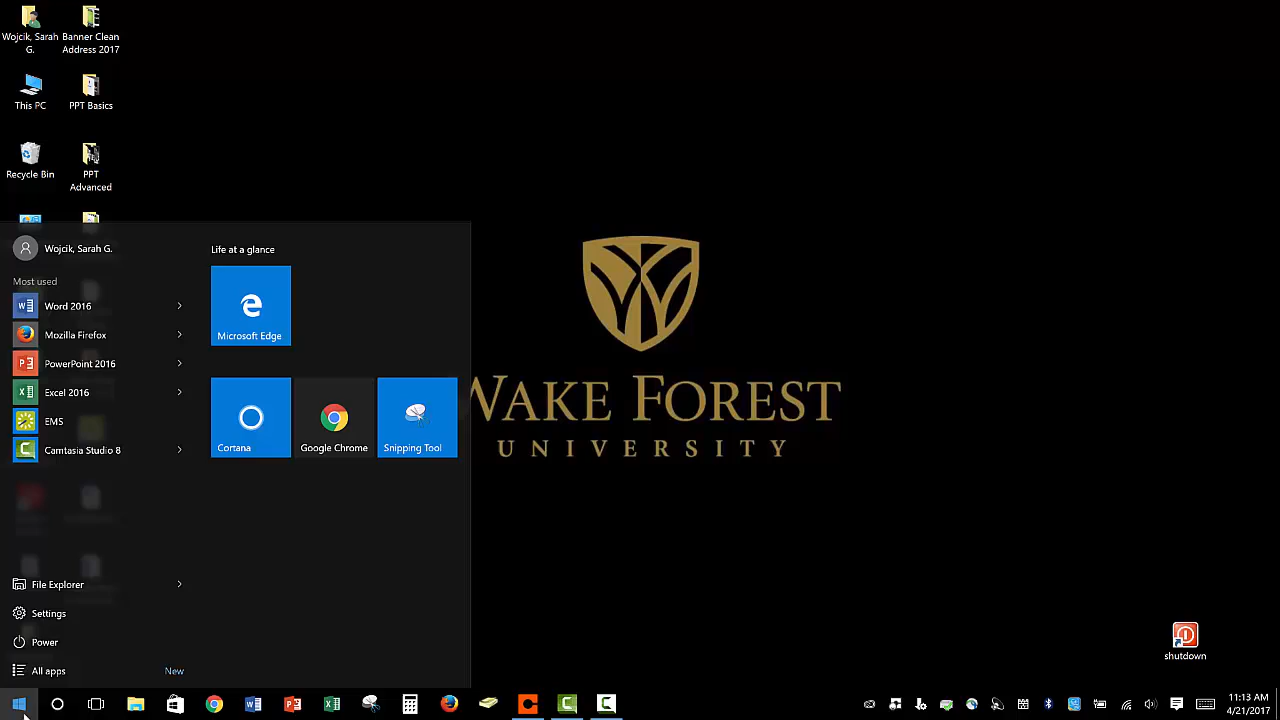 Wojcik, Sarah
G.
Banner Clean
Address 2017
This PC
PPT Basics
Recycle Bin
PPT
Advanced
Wojcik, Sarah G.
Life at a glance
Most used
Word 2016
Mozilla Firefox
PowerPoint 2016
Excel 2016
EMS
Camtasia Studio 8
Microsoft Edge
Cortana
Google Chrome
Snipping Tool
WAKE FOREST
UNIVERSITY
File Explorer
Settings
Power
All apps
New
shutdown
11:13 AM
4/21/2017